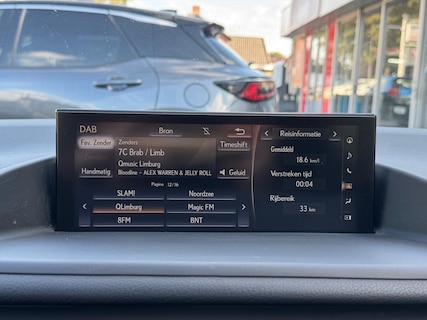 DAB
Bron
Reisinformatie
Fav. Zender
Zenders
7C Brab / Limb
Timeshift
Qmusic Limburg
Bloodline - ALEX WARREN & JELLY ROLL
Handmatig
Pagina 12/16
Geluid
SLAM!
Noordzee
QLimburg
Magic FM
8FM
BNT
Gemiddeld
18.6 km/l
Verstreken tijd
00:04
Rijbereik
33 km